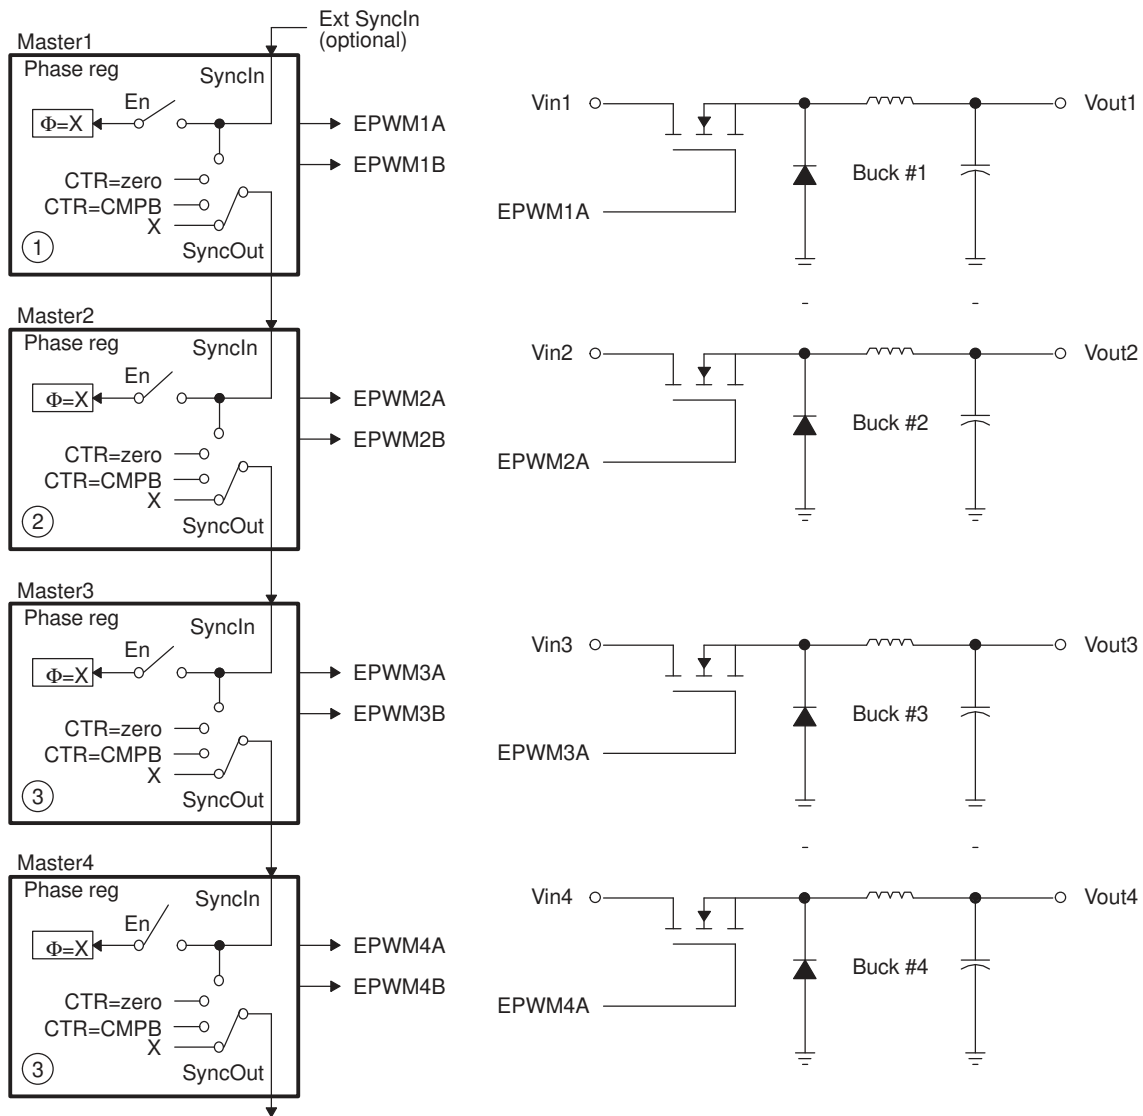 Ext SyncIn
(optional)
Master1
Phase reg
SyncIn
En
Φ=X
EPWM1A
EPWM1B
CTR=zero
CTR=CMPB
X
SyncOut
1
Vin1
Vout1
Buck #1
EPWM1A
Master2
Phase reg
SyncIn
En
Φ=X
EPWM2A
EPWM2B
CTR=zero
CTR=CMPB
X
SyncOut
2
Vin2
Vout2
Buck #2
EPWM2A
Master3
Phase reg
SyncIn
En
Φ=X
EPWM3A
EPWM3B
CTR=zero
CTR=CMPB
X
SyncOut
3
Vin3
Vout3
Buck #3
EPWM3A
Master4
Phase reg
SyncIn
En
Φ=X
EPWM4A
EPWM4B
CTR=zero
CTR=CMPB
X
SyncOut
3
Vin4
Vout4
Buck #4
EPWM4A